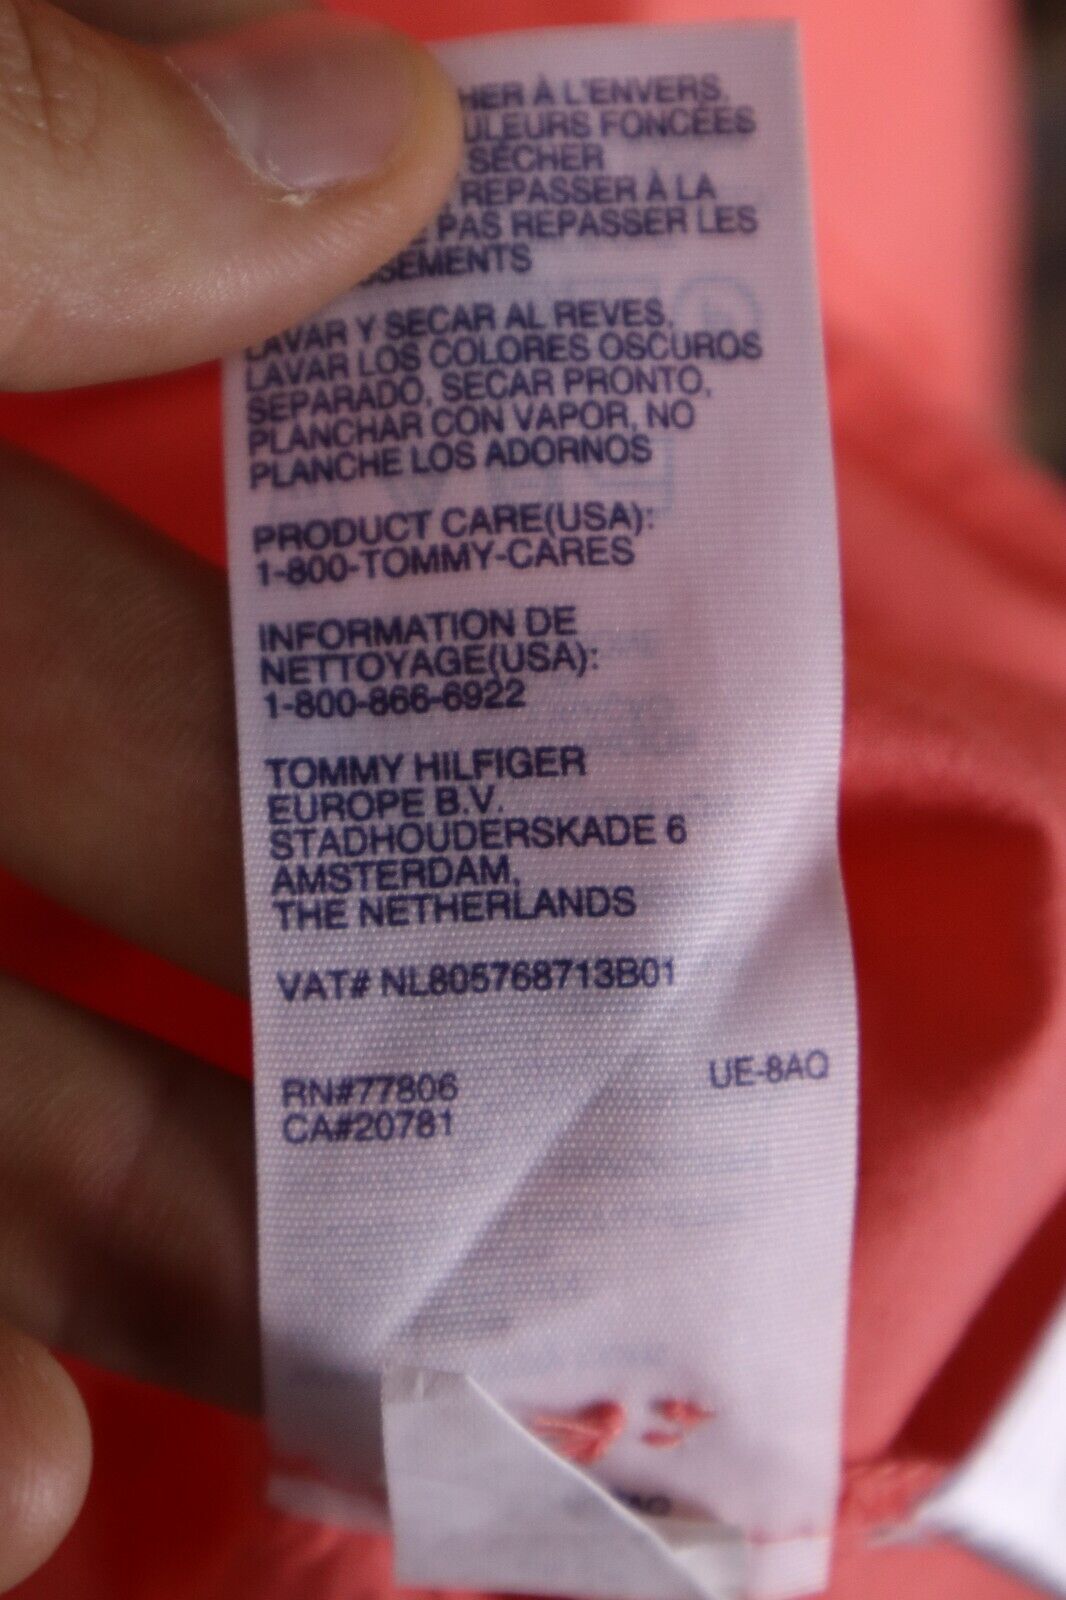 À L'ENVERS,
FONCÉES
SÉCHER
REPASSER À LA
PAS REPASSER LES
LAVAR Y SECAR AL REVES,
LAVAR LOS COLORES OSCUROS
SEPARADO, SECAR PRONTO,
PLANCHAR CON VAPOR, NO
PLANCHE LOS ADORNOS
PRODUCT CARE(USA):
1-800-TOMMY-CARES
INFORMATION DE
NETTOYAGE(USA):
1-800-866-6922
TOMMY HILFIGER
EUROPE B.V.
STADHOUDERSKADE 6
AMSTERDAM,
THE NETHERLANDS
VAT# NL805768713B01
RN#77806
UE-8AQ
CA#20781